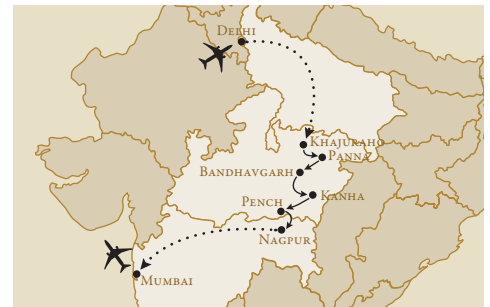 Delhi
Khajuraho
Panna
Bandhavgarh
Kanha
Pench
Nagpur
Mumbai